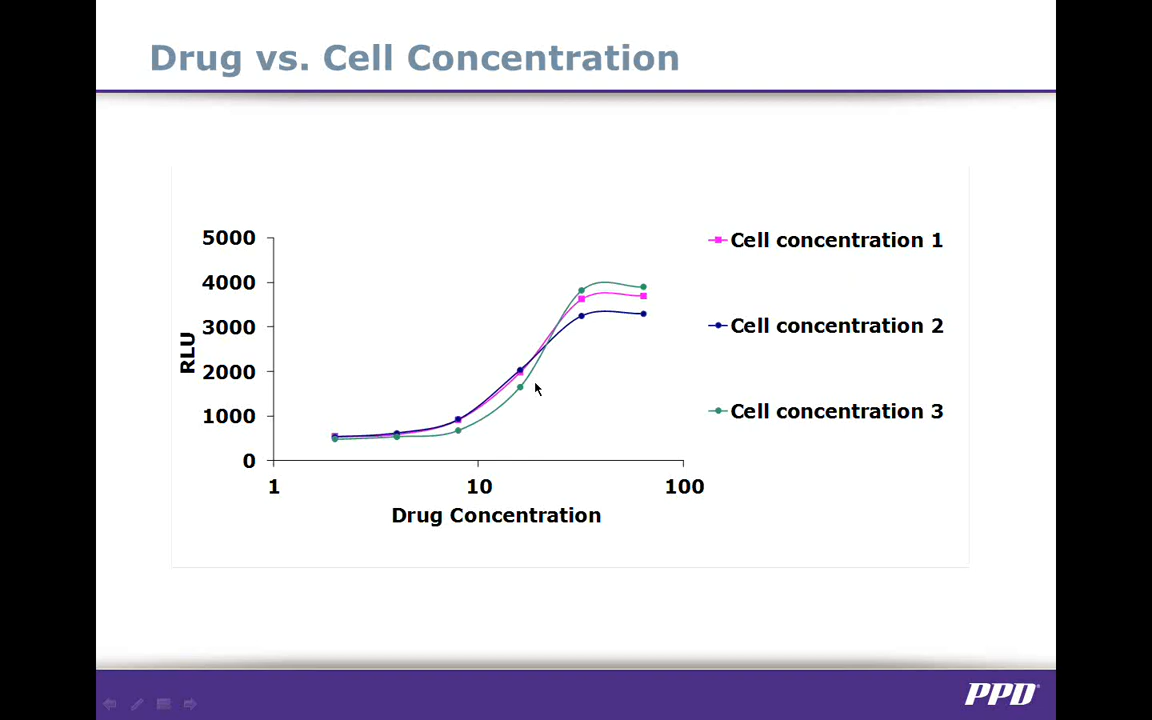 Drug vs. Cell Concentration
5000
4000
3000
2000
1000
0
RLU
1
10
100
Drug Concentration
Cell concentration 1
Cell concentration 2
Cell concentration 3
PPD